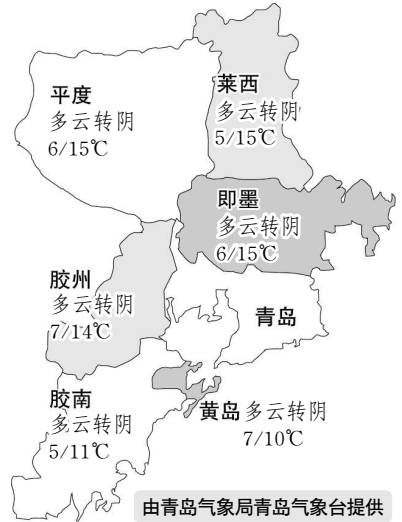 平度
多云转阴
6/15℃
莱西
多云转阴
5/15℃
即墨
多云转阴
6/15℃
胶州
多云转阴
7/14℃
青岛
胶南
多云转阴
5/11℃
黄岛 多云转阴
7/10℃
由青岛气象局青岛气象台提供